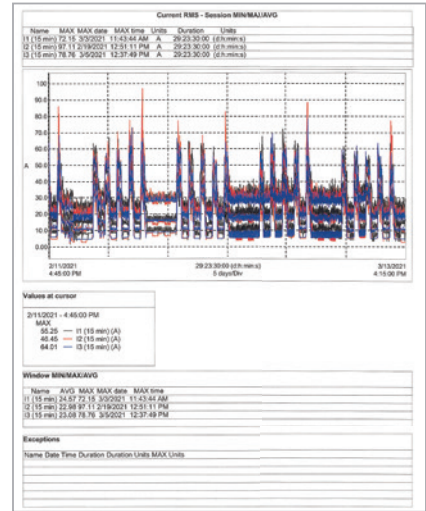 Current RMS - Session MIN/MAJ/AVG
Name MAX MAX date MAX time Units Duration Units
I1 (15 min) 72.15 3/3/2021 11:43:44 AM A 29:23:30:00 (d:h:min:s)
I2 (15 min) 97.11 2/19/2021 12:51:11 PM A 29:23:30:00 (d:h:min:s)
I3 (15 min) 78.76 3/5/2021 12:37:49 PM A 29:23:30:00 (d:h:min:s)
100
90.0
80.0
70.0
60.0
A 50.0
40.0
30.0
20.0
10.0
0.00
2/11/2021 29:23:30:00 (d:h:min:s) 3/13/2021
4:45:00 PM 5 days/Div 4:15:00 PM
Values at cursor
2/11/2021 - 4:45:00 PM
MAX
55.25 — I1 (15 min) (A)
46.45 — I2 (15 min) (A)
64.01 — I3 (15 min) (A)
Window MIN/MAX/AVG
Name AVG MAX MAX date MAX time
I1 (15 min) 24.57 72.15 3/3/2021 11:43:44 AM
I2 (15 min) 22.98 97.11 2/19/2021 12:51:11 PM
I3 (15 min) 23.08 78.76 3/5/2021 12:37:49 PM
Exceptions
Name Date Time Duration Duration Units MAX Units